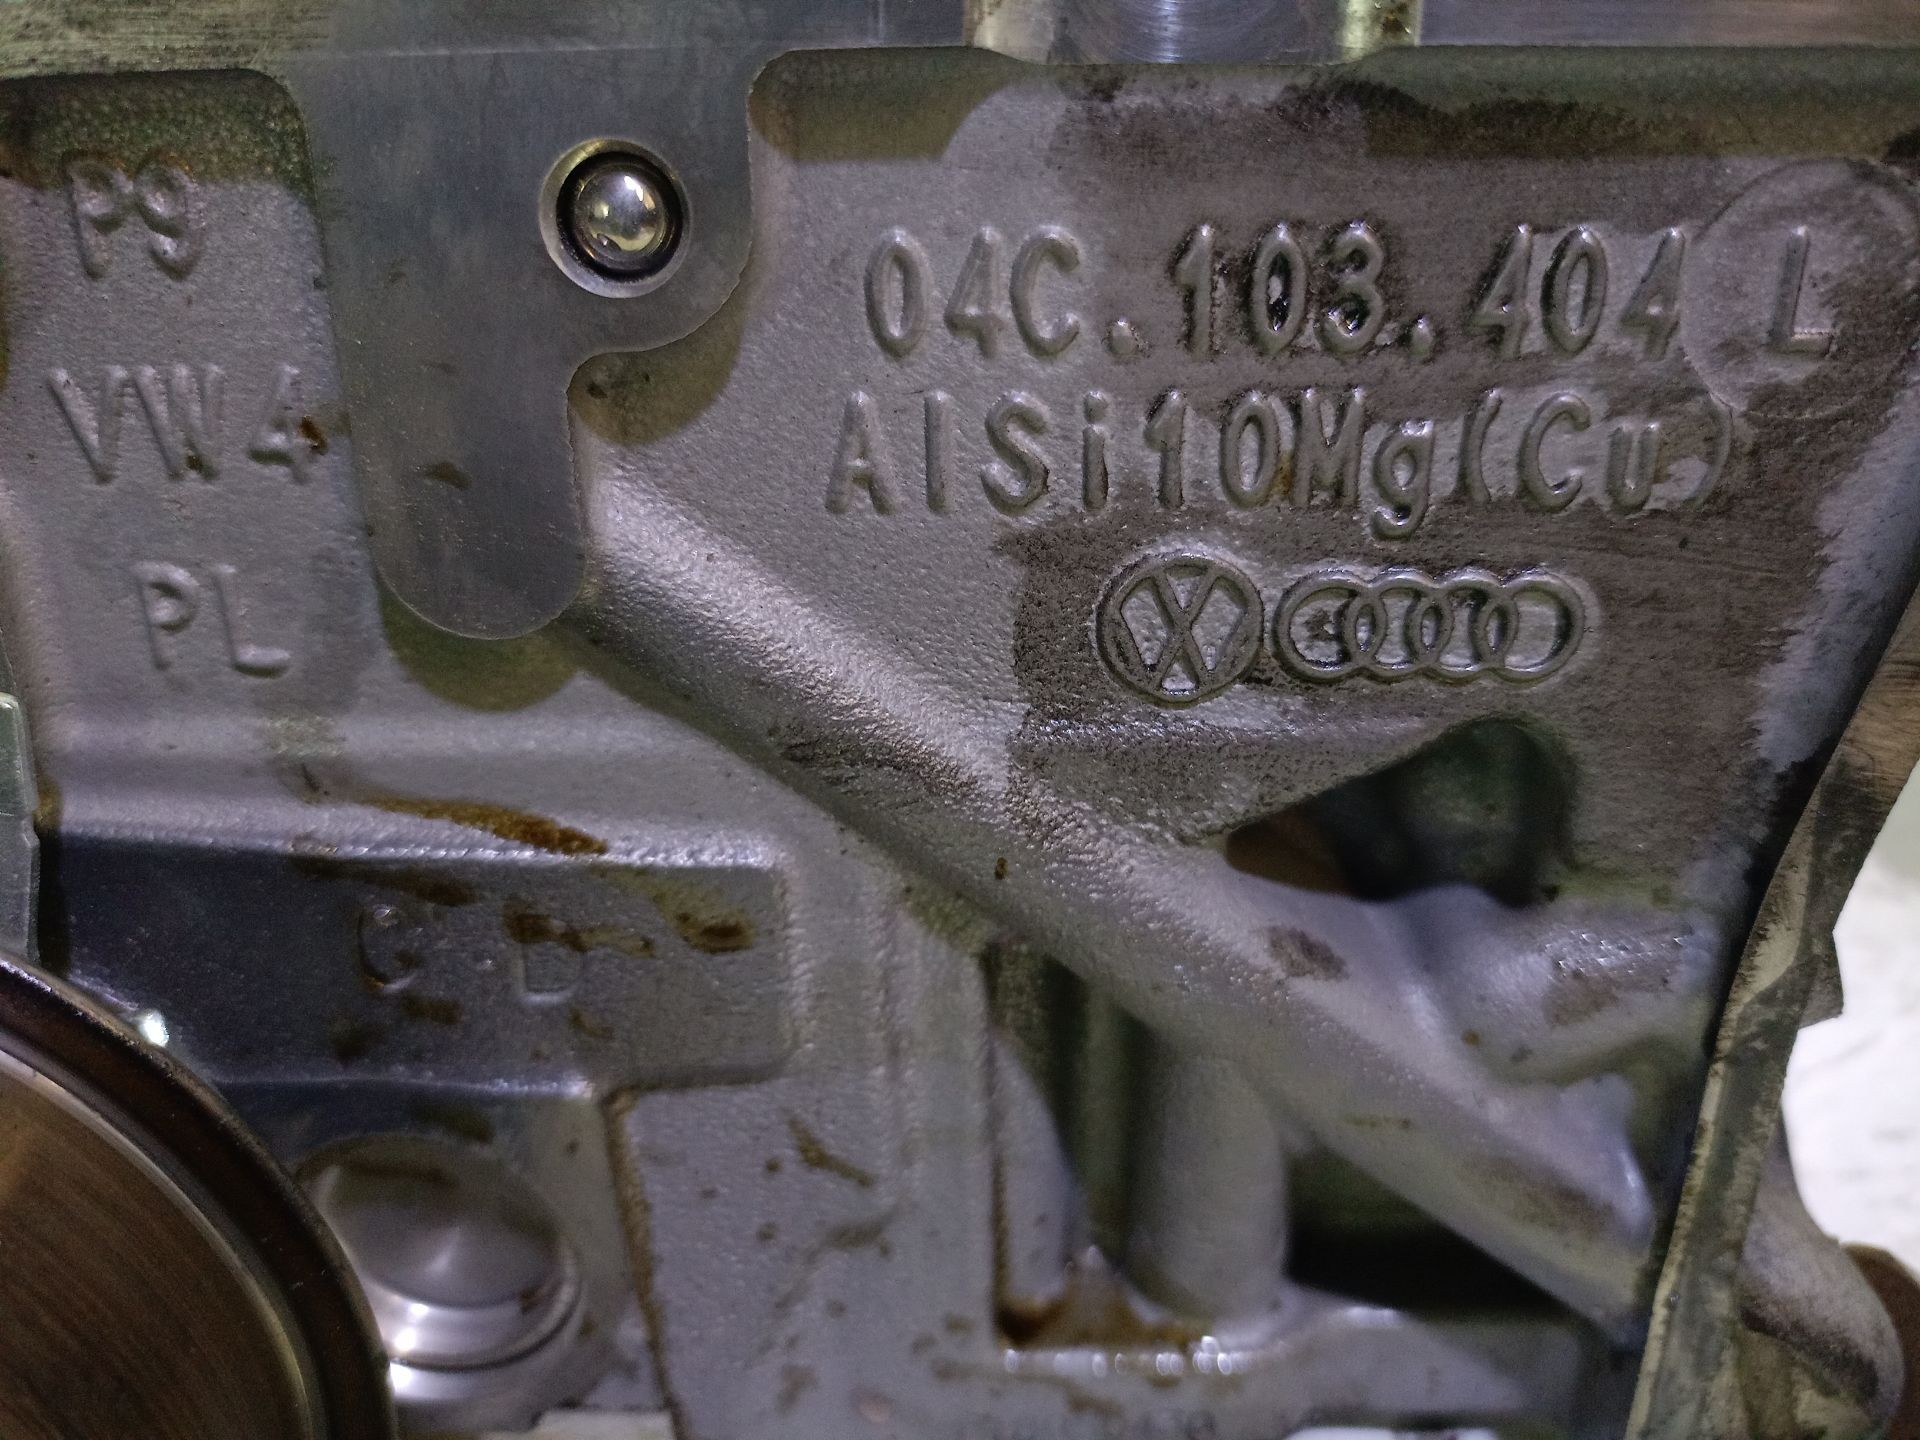 P9
VW4
PL
04C.103.404 L
AlSi10Mg(Cu)
C D